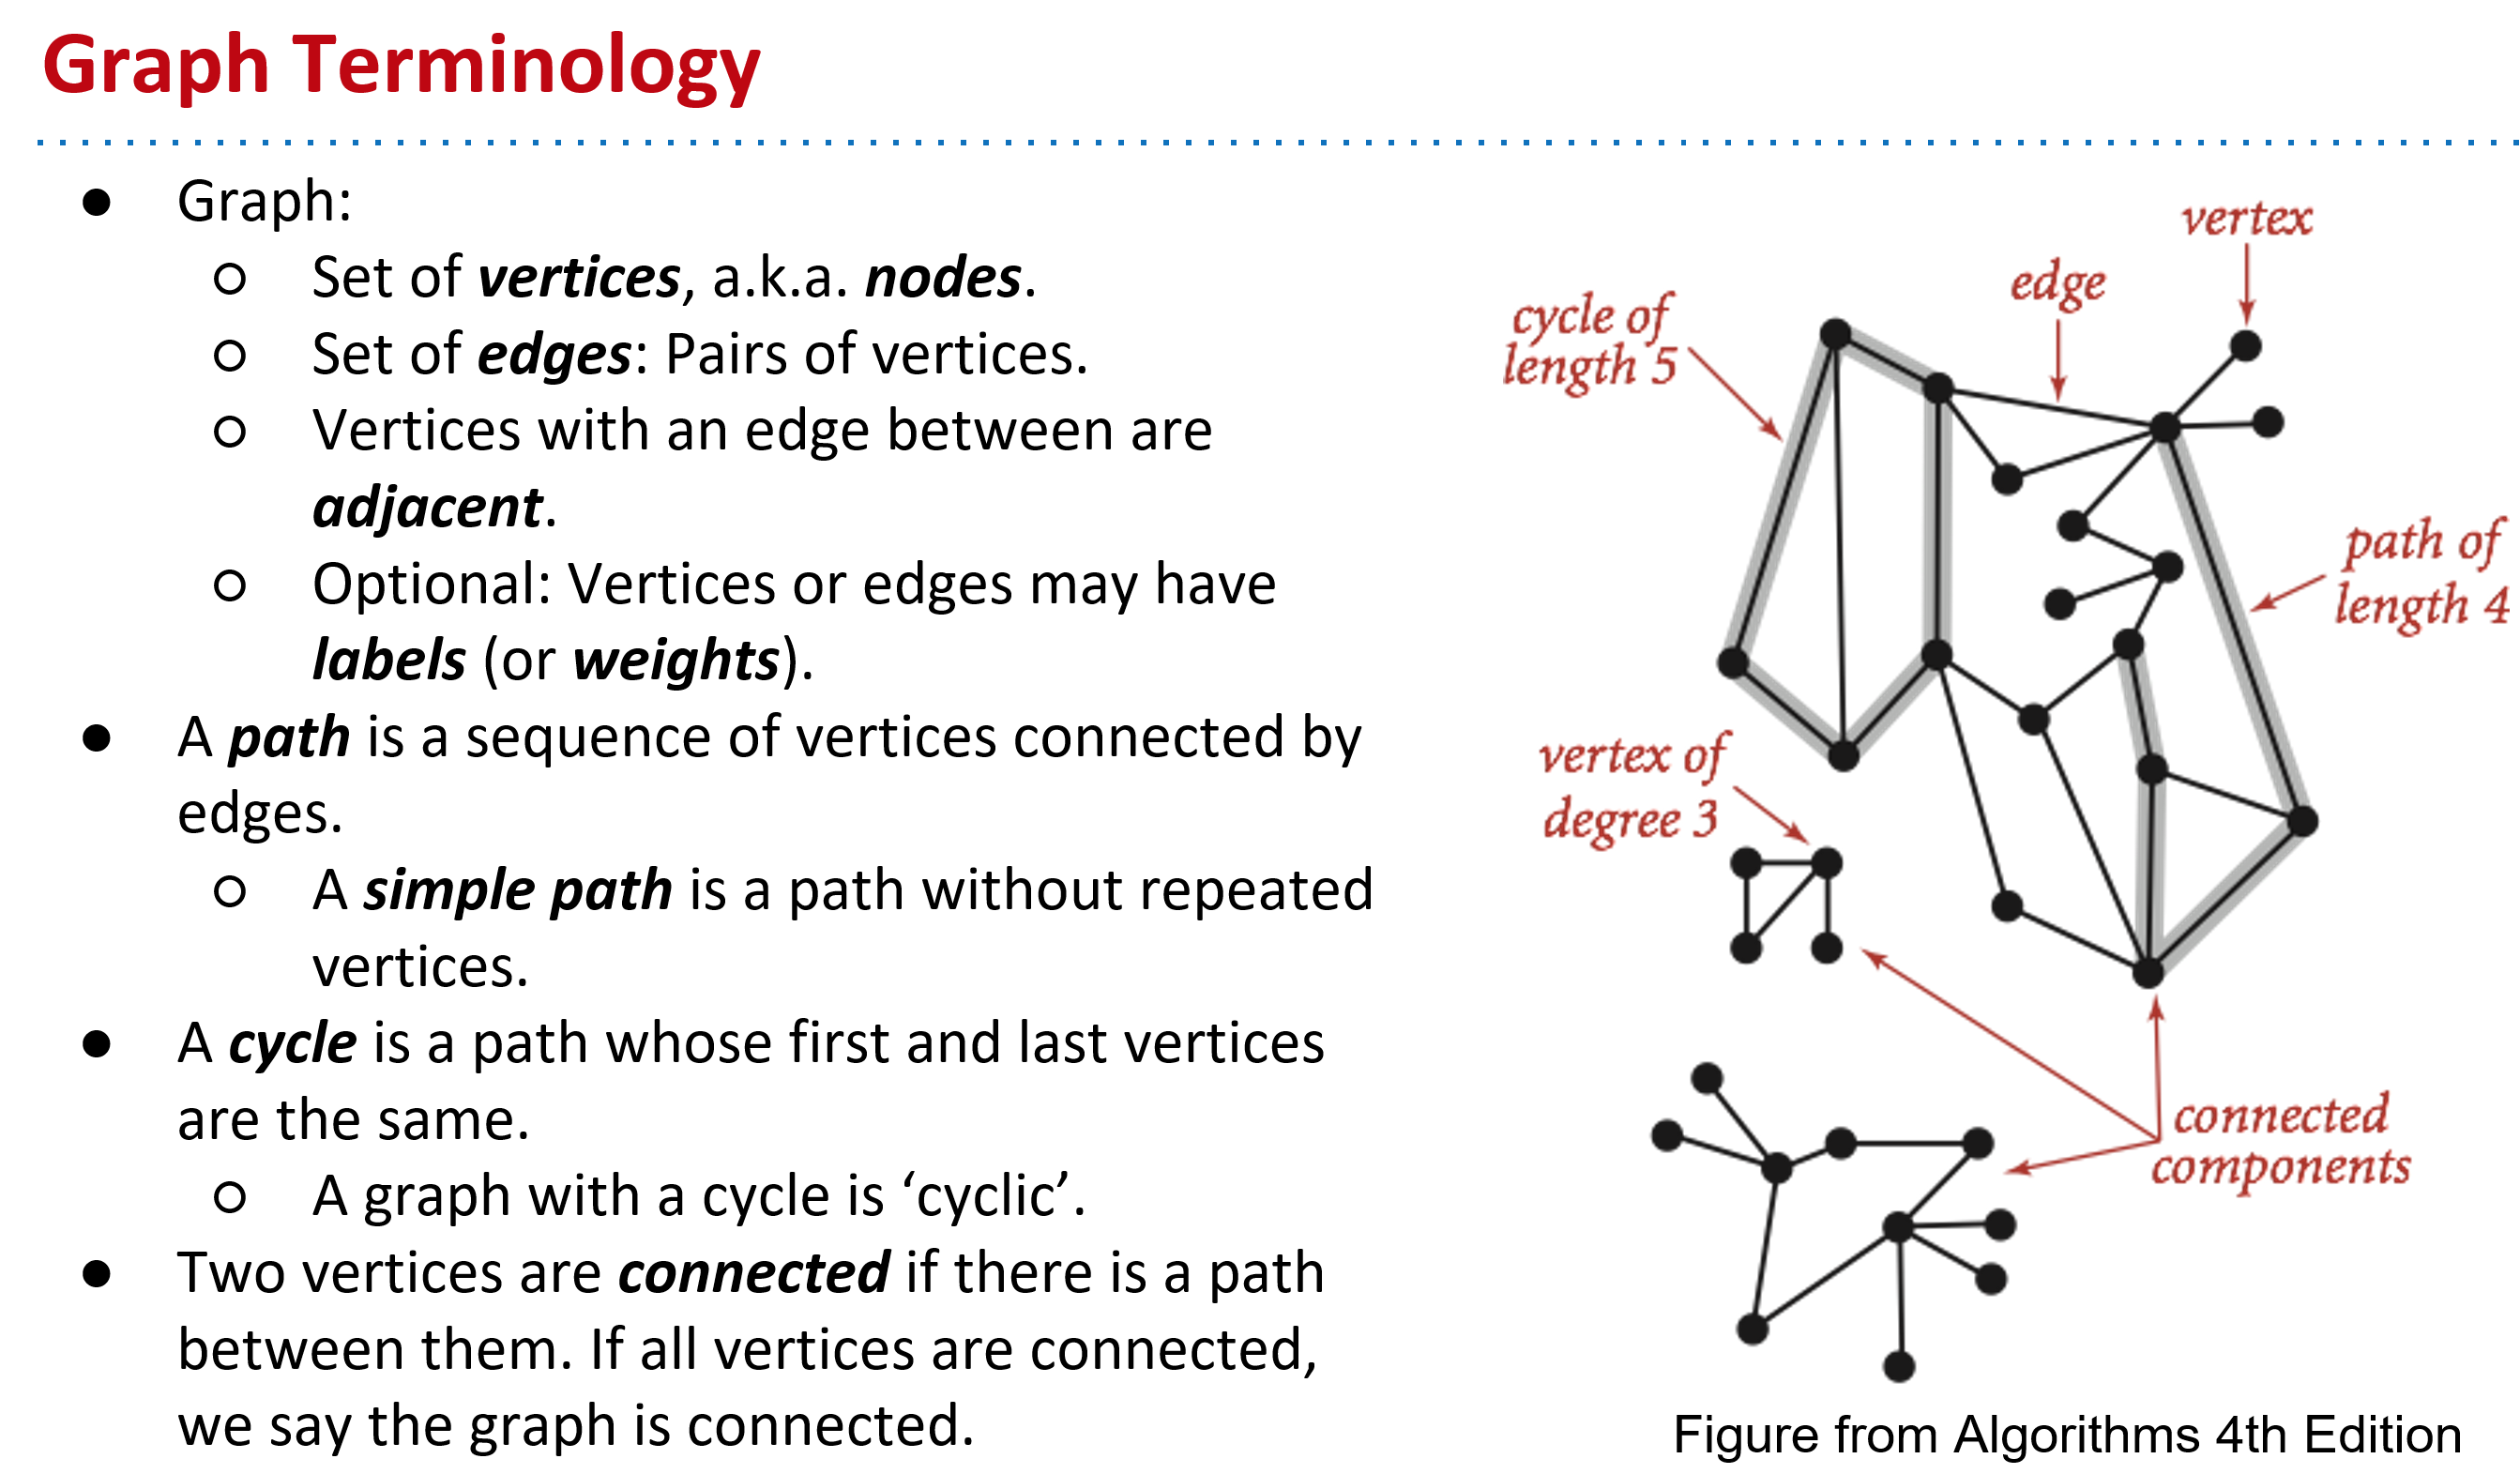 Graph Terminology
● Graph:
○ Set of vertices, a.k.a. nodes.
○ Set of edges: Pairs of vertices.
○ Vertices with an edge between are
adjacent.
○ Optional: Vertices or edges may have
labels (or weights).
● A path is a sequence of vertices connected by
edges.
○ A simple path is a path without repeated
vertices.
● A cycle is a path whose first and last vertices
are the same.
○ A graph with a cycle is ‘cyclic’.
● Two vertices are connected if there is a path
between them. If all vertices are connected,
we say the graph is connected.
vertex
edge
cycle of
length 5
path of
length 4
vertex of
degree 3
connected
components
Figure from Algorithms 4th Edition